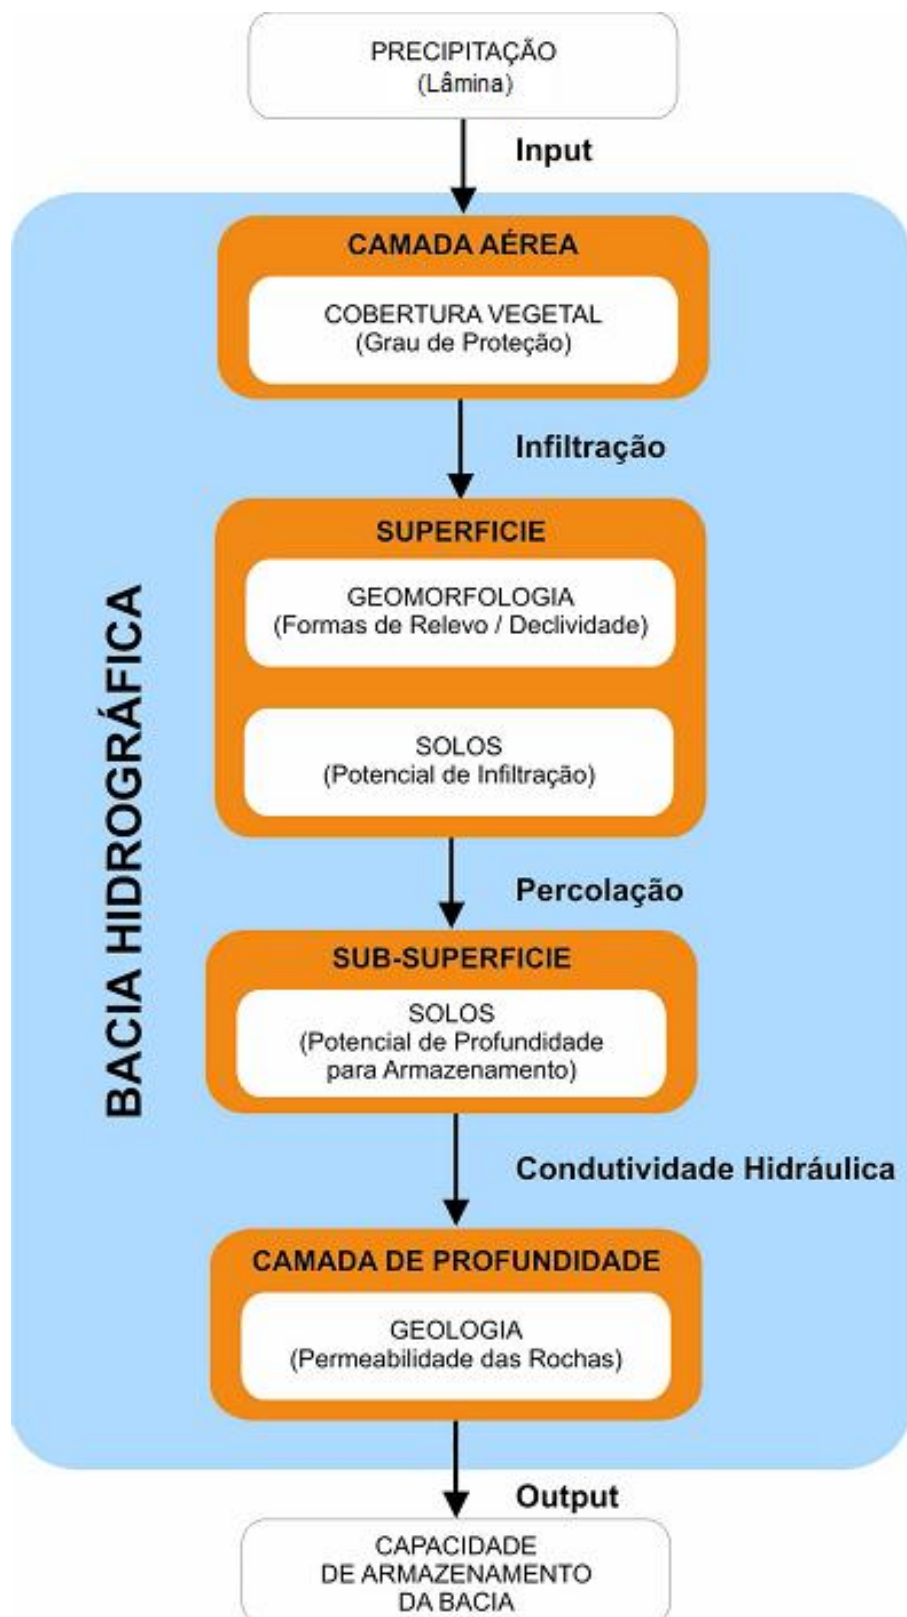 PRECIPITAÇÃO
(Lâmina)
Input
CAMADA AÉREA
COBERTURA VEGETAL
(Grau de Proteção)
Infiltração
SUPERFICIE
GEOMORFOLOGIA
(Formas de Relevo / Declividade)
SOLOS
(Potencial de Infiltração)
BACIA HIDROGRÁFICA
Percolação
SUB-SUPERFICIE
SOLOS
(Potencial de Profundidade
para Armazenamento)
Condutividade Hidráulica
CAMADA DE PROFUNDIDADE
GEOLOGIA
(Permeabilidade das Rochas)
Output
CAPACIDADE
DE ARMAZENAMENTO
DA BACIA